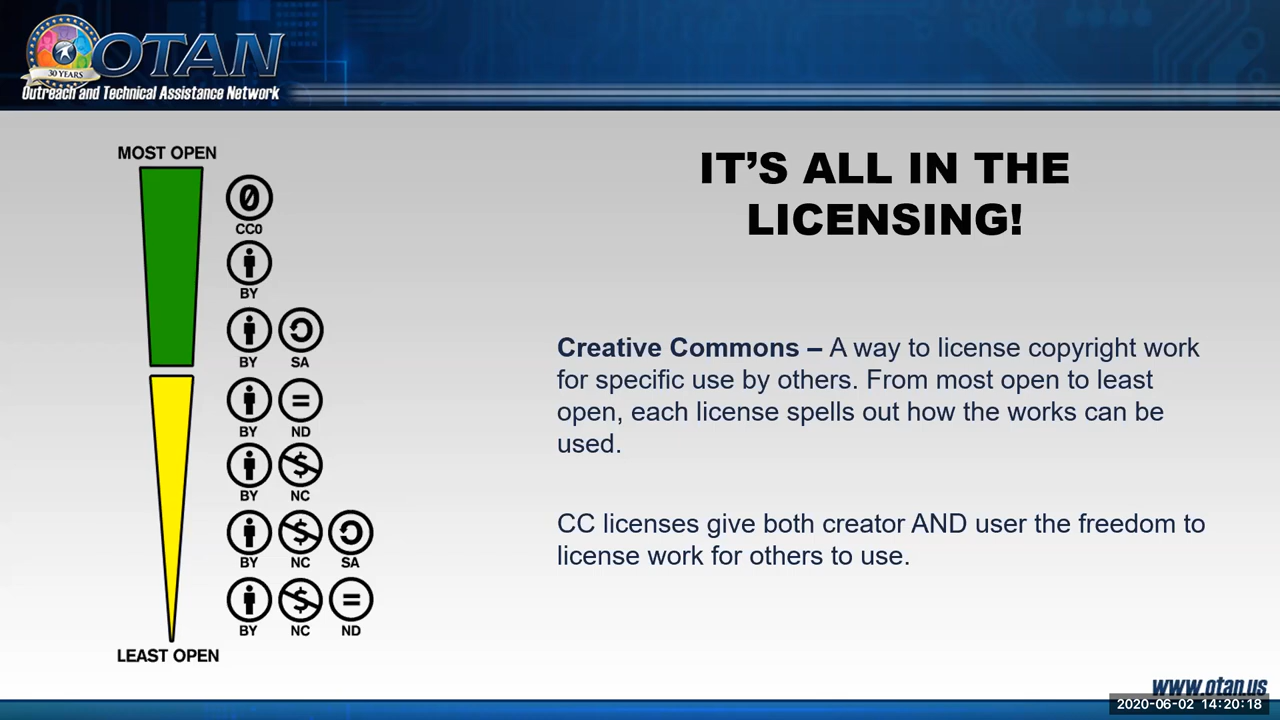 30 YEARS
OTAN
Outreach and Technical Assistance Network
MOST OPEN
CC0
BY
BY SA
BY ND
BY NC
BY NC SA
BY NC ND
LEAST OPEN
IT'S ALL IN THE
LICENSING!
Creative Commons – A way to license copyright work
for specific use by others. From most open to least
open, each license spells out how the works can be
used.
CC licenses give both creator AND user the freedom to
license work for others to use.
www.otan.us
2020-06-02 14:20:18